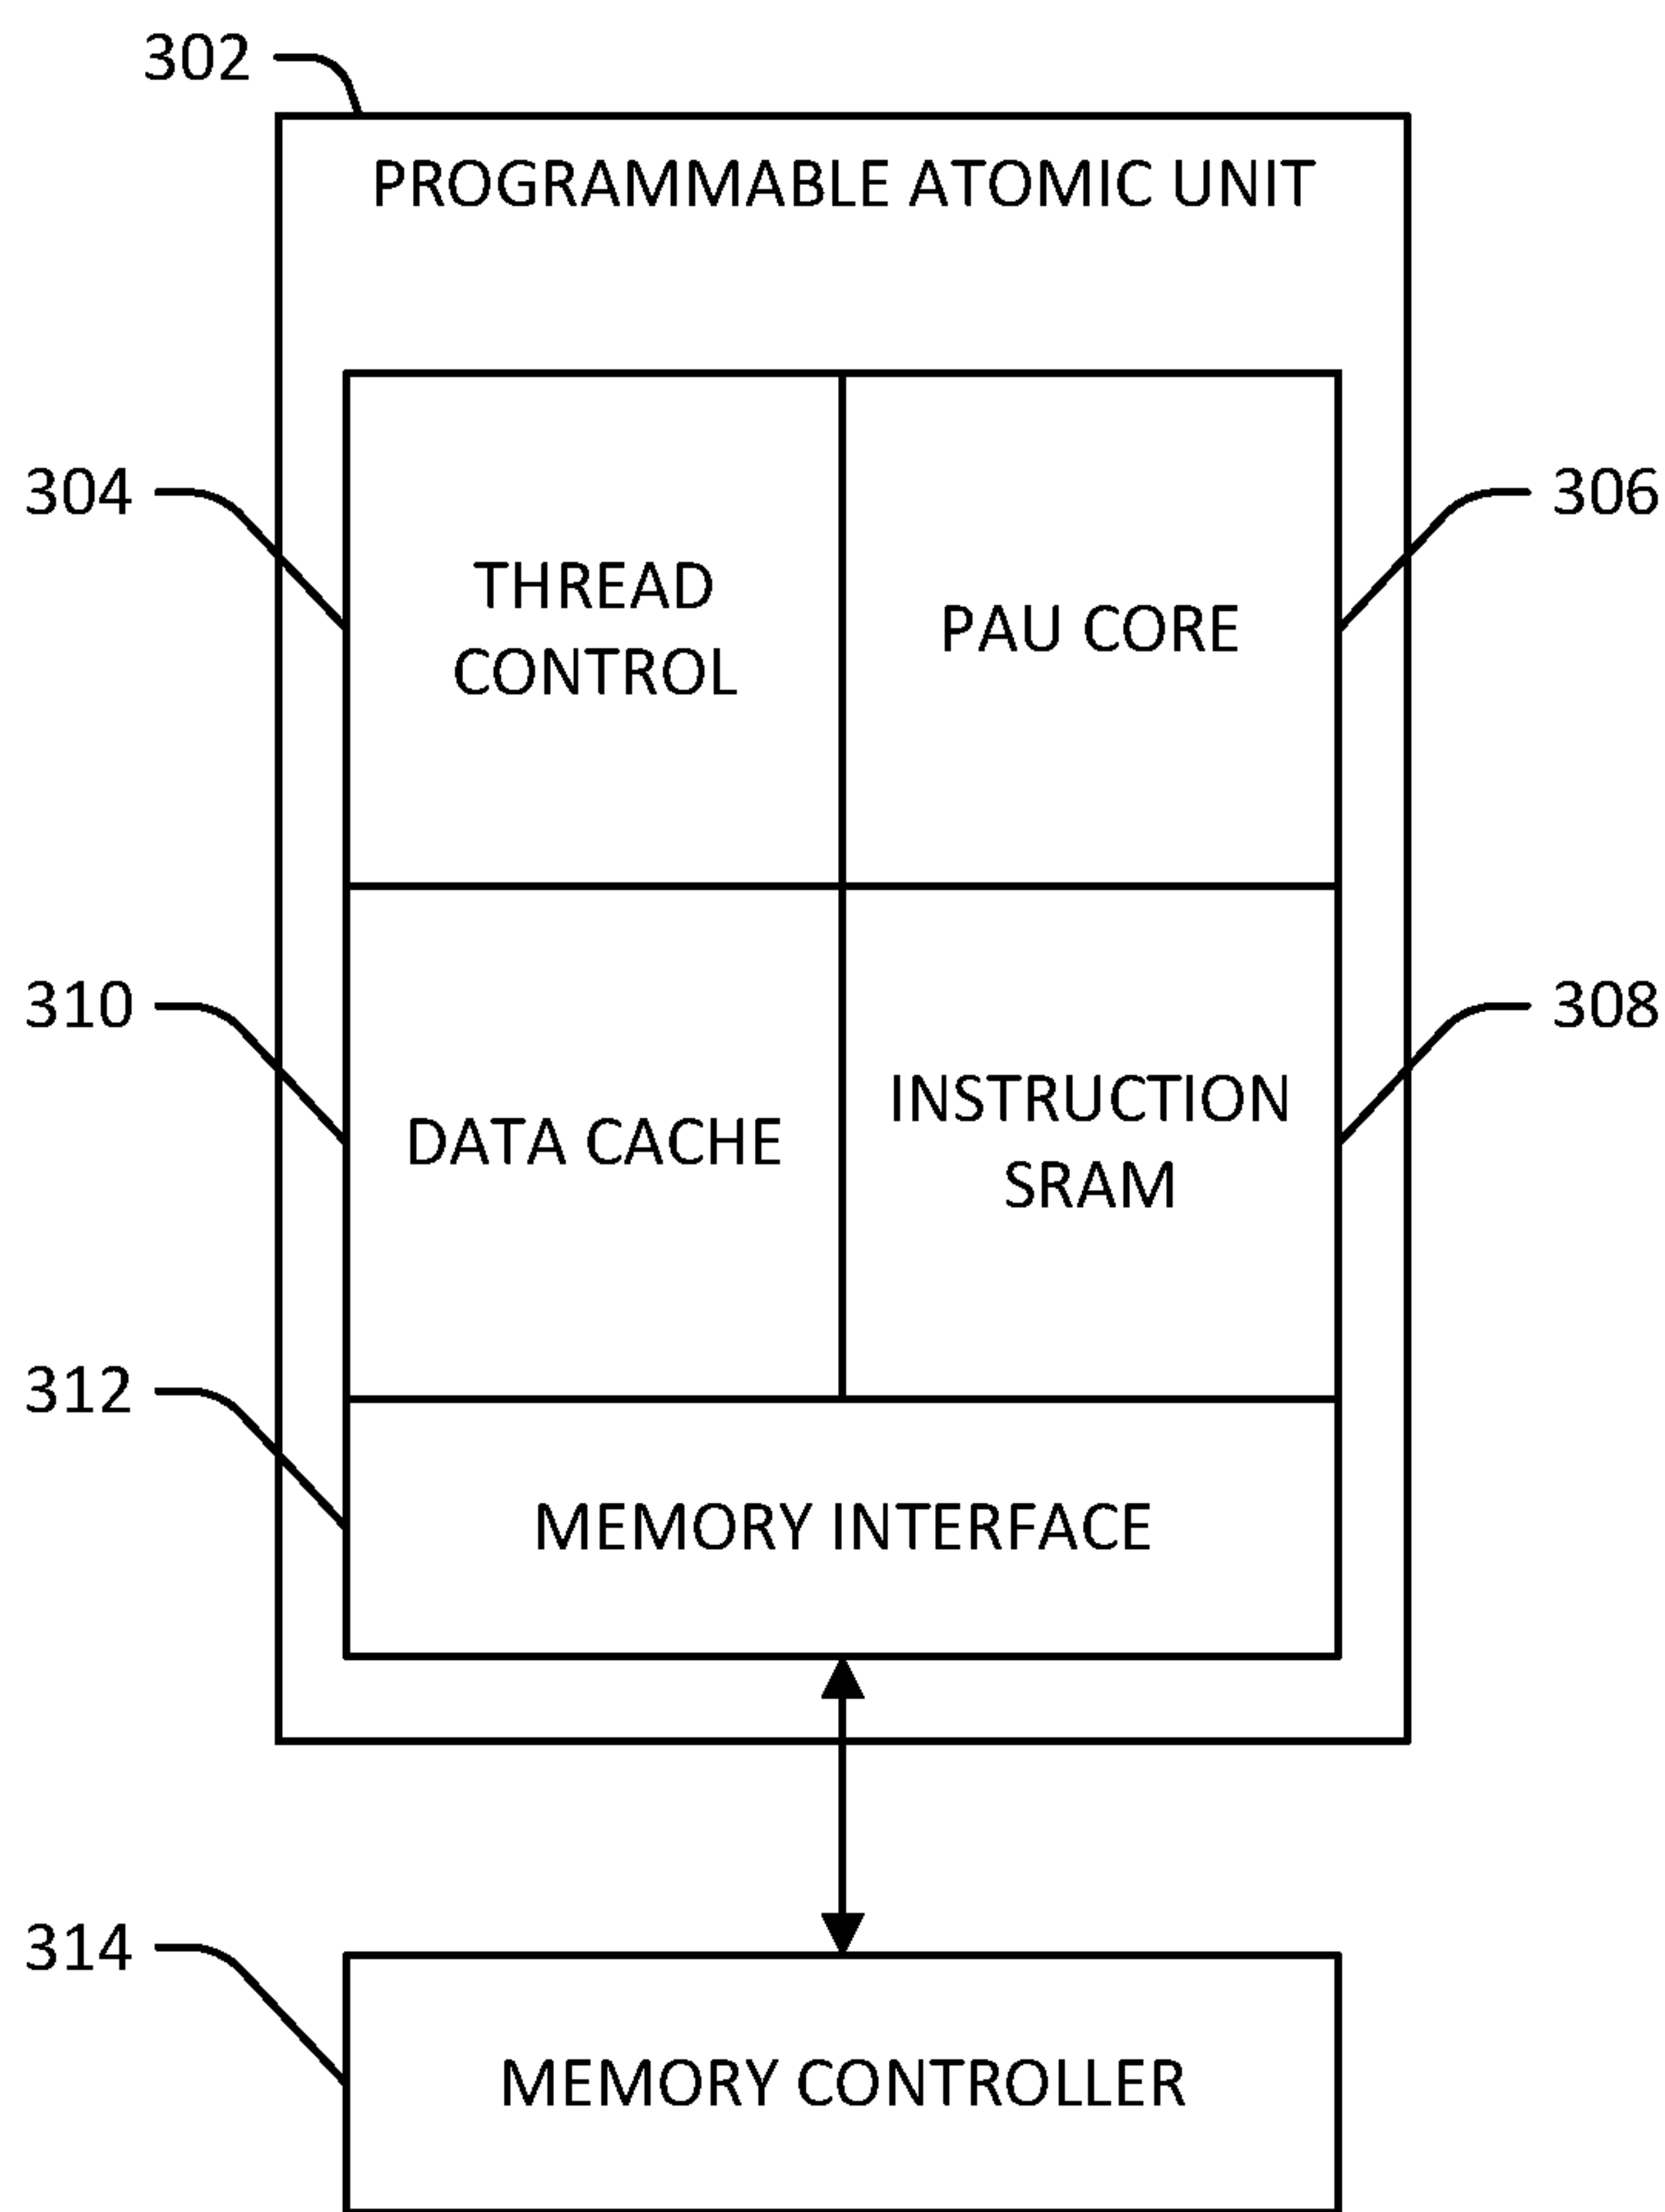 302
PROGRAMMABLE ATOMIC UNIT
304
THREAD
CONTROL
PAU CORE
306
310
DATA CACHE
INSTRUCTION
SRAM
308
312
MEMORY INTERFACE
314
MEMORY CONTROLLER